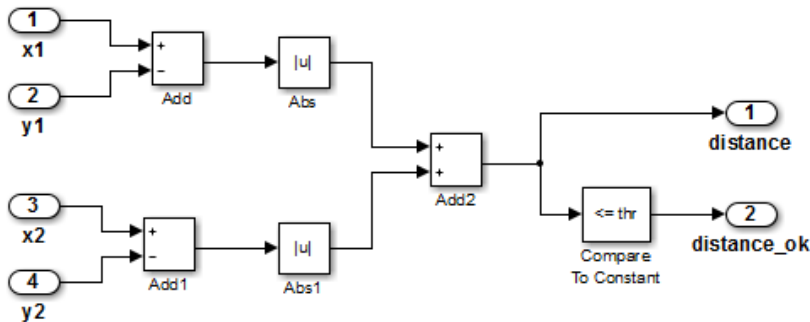 1
x1
2
y1
+
−
Add
|u|
Abs
3
x2
4
y2
+
−
Add1
|u|
Abs1
+
+
Add2
1
distance
<= thr
Compare
To Constant
2
distance_ok